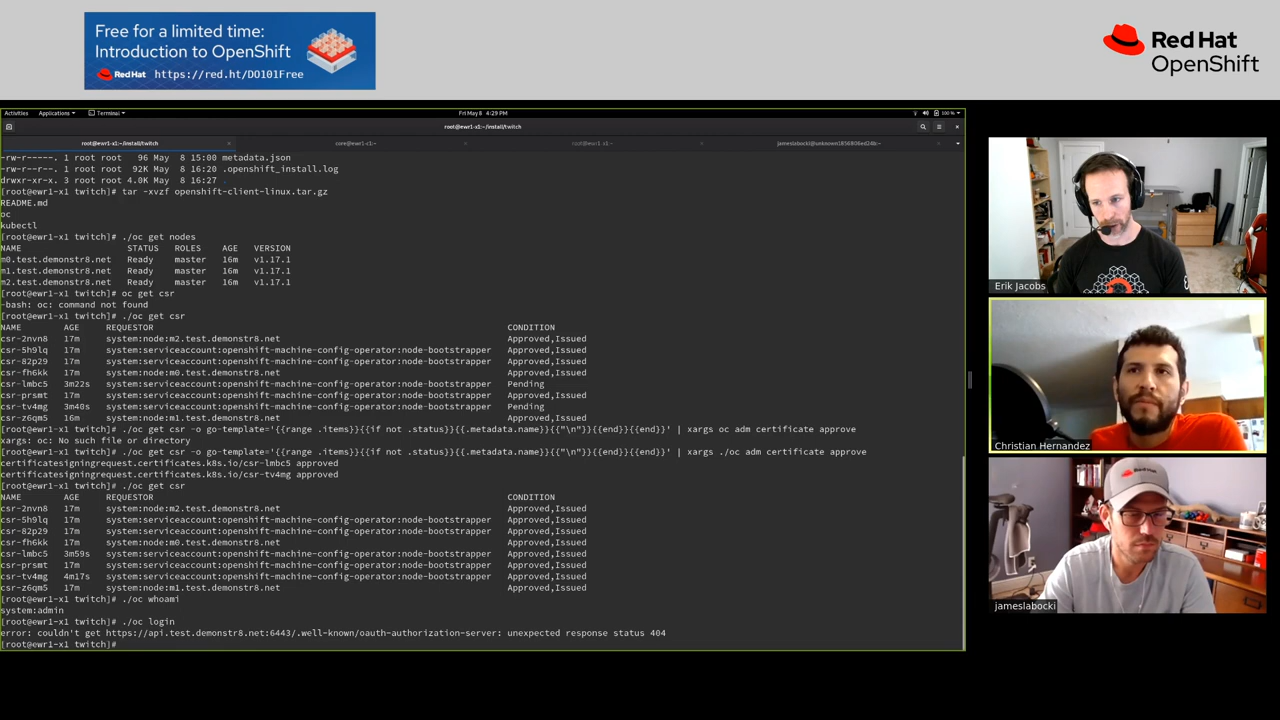 Free for a limited time:
Introduction to OpenShift
Red Hat https://red.ht/DO101Free
Red Hat
OpenShift
Activities Applications Terminal Fri May 8 4:29 PM 100 %
root@ewr1-x1:~/install/twitch
root@ewr1-x1:~/install/twitch core@ewr1-c1:~ root@ewr1-x1:~ jameslabocki@unknown1856806ed24b:~
-rw-r-----. 1 root root 96 May 8 15:00 metadata.json
-rw-r--r--. 1 root root 92K May 8 16:20 .openshift_install.log
drwxr-xr-x. 3 root root 4.0K May 8 16:27 .
[root@ewr1-x1 twitch]# tar -xvzf openshift-client-linux.tar.gz
README.md
oc
kubectl
[root@ewr1-x1 twitch]# ./oc get nodes
NAME STATUS ROLES AGE VERSION
m0.test.demonstr8.net Ready master 16m v1.17.1
m1.test.demonstr8.net Ready master 16m v1.17.1
m2.test.demonstr8.net Ready master 16m v1.17.1
[root@ewr1-x1 twitch]# oc get csr
-bash: oc: command not found
[root@ewr1-x1 twitch]# ./oc get csr
NAME AGE REQUESTOR CONDITION
csr-2nvn8 17m system:node:m2.test.demonstr8.net Approved,Issued
csr-5h9lq 17m system:serviceaccount:openshift-machine-config-operator:node-bootstrapper Approved,Issued
csr-82p29 17m system:serviceaccount:openshift-machine-config-operator:node-bootstrapper Approved,Issued
csr-fh6kk 17m system:node:m0.test.demonstr8.net Approved,Issued
csr-lmbc5 3m22s system:serviceaccount:openshift-machine-config-operator:node-bootstrapper Pending
csr-prsmt 17m system:serviceaccount:openshift-machine-config-operator:node-bootstrapper Approved,Issued
csr-tv4mg 3m40s system:serviceaccount:openshift-machine-config-operator:node-bootstrapper Pending
csr-z6qm5 16m system:node:m1.test.demonstr8.net Approved,Issued
[root@ewr1-x1 twitch]# ./oc get csr -o go-template='{{range .items}}{{if not .status}}{{.metadata.name}}{{"\n"}}{{end}}{{end}}' | xargs oc adm certificate approve
xargs: oc: No such file or directory
[root@ewr1-x1 twitch]# ./oc get csr -o go-template='{{range .items}}{{if not .status}}{{.metadata.name}}{{"\n"}}{{end}}{{end}}' | xargs ./oc adm certificate approve
certificatesigningrequest.certificates.k8s.io/csr-lmbc5 approved
certificatesigningrequest.certificates.k8s.io/csr-tv4mg approved
[root@ewr1-x1 twitch]# ./oc get csr
NAME AGE REQUESTOR CONDITION
csr-2nvn8 17m system:node:m2.test.demonstr8.net Approved,Issued
csr-5h9lq 17m system:serviceaccount:openshift-machine-config-operator:node-bootstrapper Approved,Issued
csr-82p29 17m system:serviceaccount:openshift-machine-config-operator:node-bootstrapper Approved,Issued
csr-fh6kk 17m system:node:m0.test.demonstr8.net Approved,Issued
csr-lmbc5 3m59s system:serviceaccount:openshift-machine-config-operator:node-bootstrapper Approved,Issued
csr-prsmt 17m system:serviceaccount:openshift-machine-config-operator:node-bootstrapper Approved,Issued
csr-tv4mg 4m17s system:serviceaccount:openshift-machine-config-operator:node-bootstrapper Approved,Issued
csr-z6qm5 17m system:node:m1.test.demonstr8.net Approved,Issued
[root@ewr1-x1 twitch]# ./oc whoami
system:admin
[root@ewr1-x1 twitch]# ./oc login
error: couldn't get https://api.test.demonstr8.net:6443/.well-known/oauth-authorization-server: unexpected response status 404
[root@ewr1-x1 twitch]#
Erik Jacobs
Christian Hernandez
jameslabocki